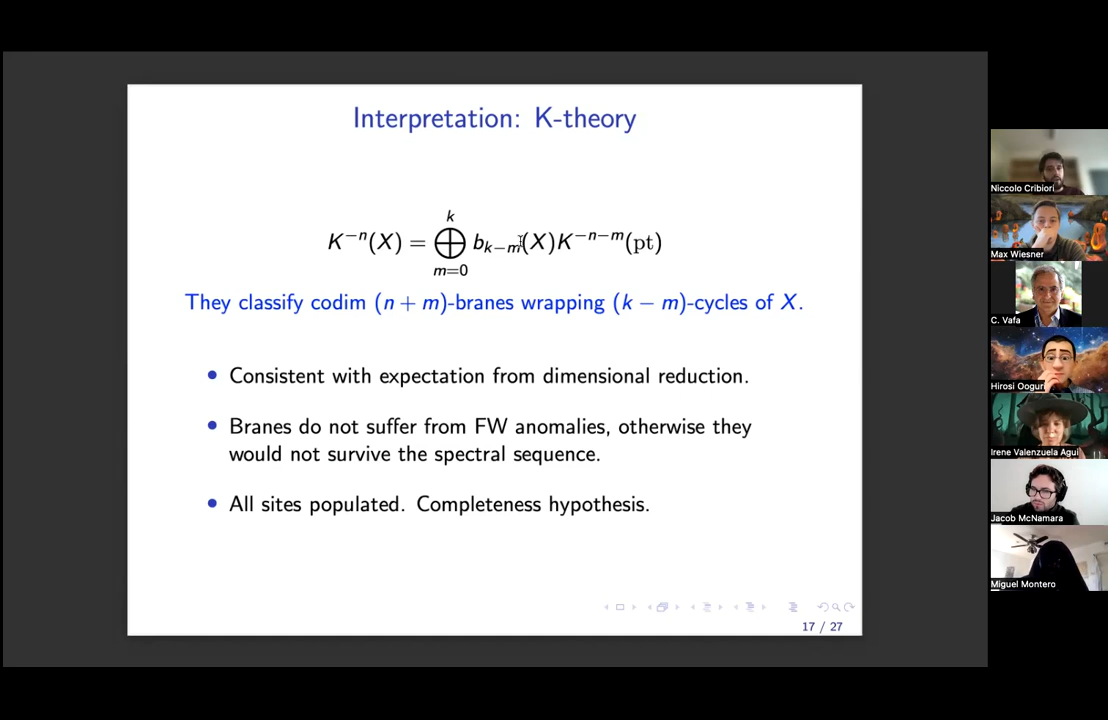 Interpretation: K-theory
k
K⁻ⁿ(X) = ⊕ bₖ₋ₘ(X)K⁻ⁿ⁻ᵐ(pt)
m=0
They classify codim (n + m)-branes wrapping (k − m)-cycles of X.
• Consistent with expectation from dimensional reduction.
• Branes do not suffer from FW anomalies, otherwise they
would not survive the spectral sequence.
• All sites populated. Completeness hypothesis.
17 / 27
Niccolo Cribiori
Max Wiesner
C. Vafa
Hirosi Ooguri
Irene Valenzuela Agui
Jacob McNamara
Miguel Montero